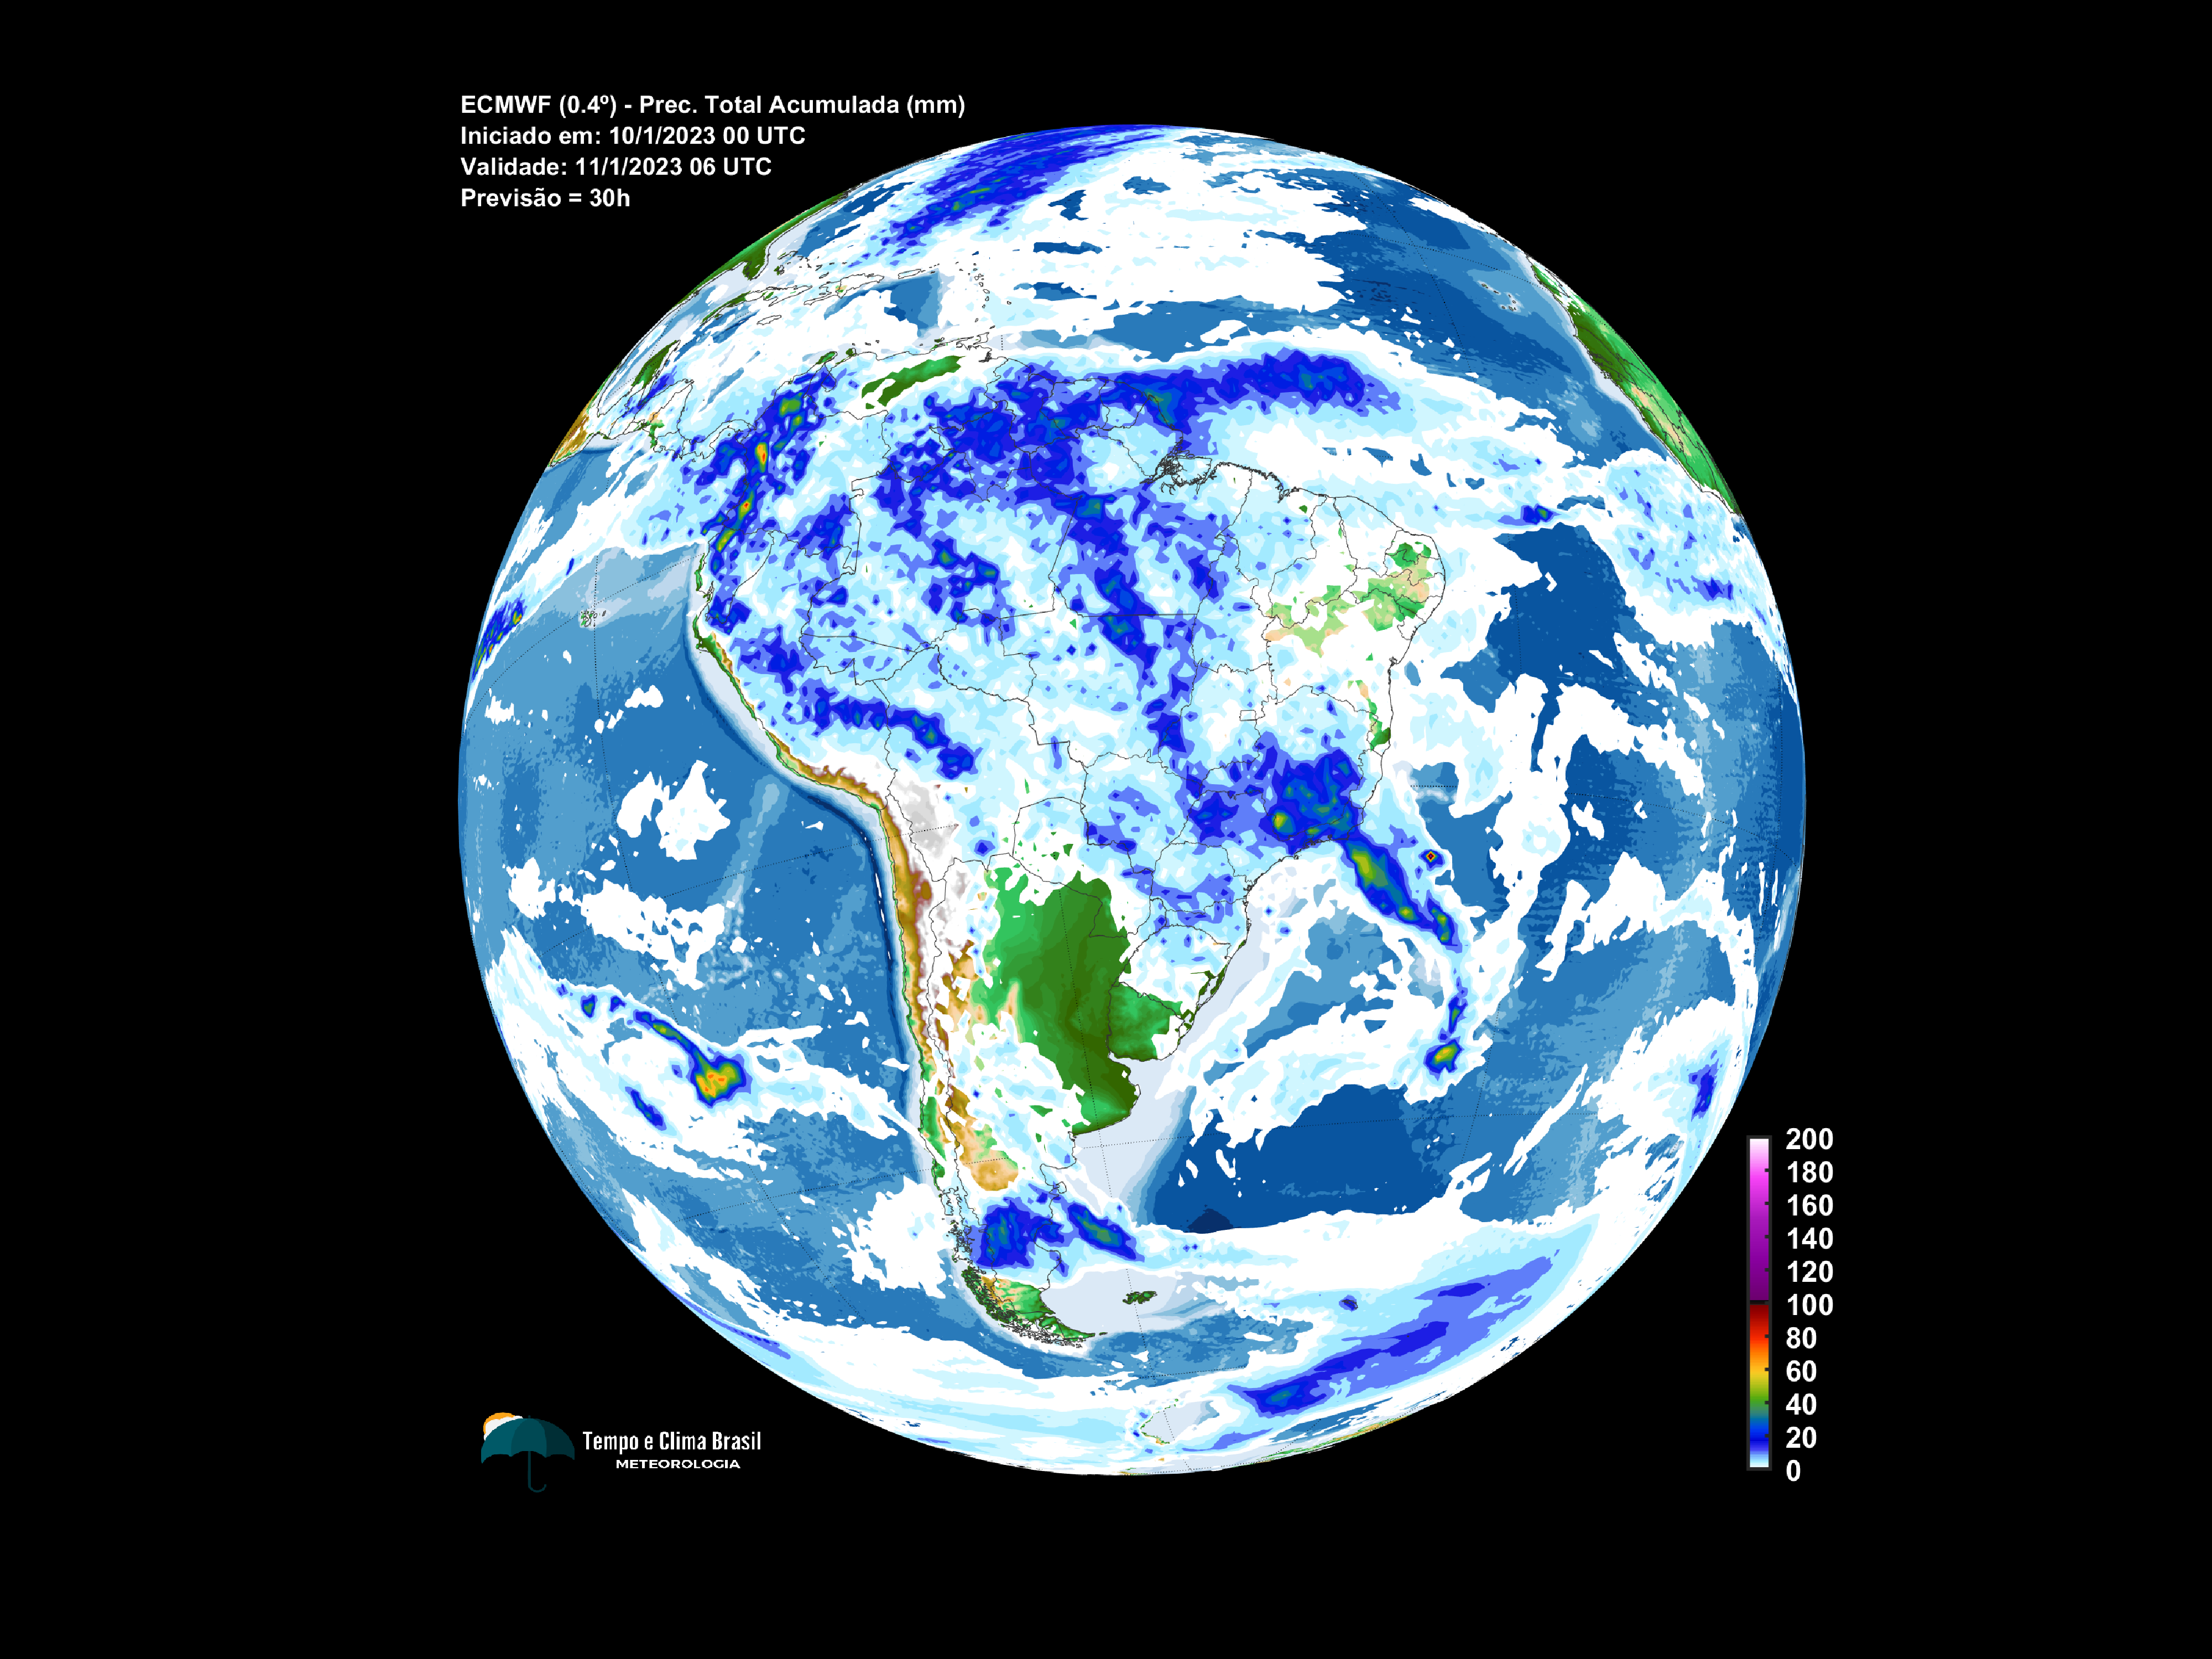 ECMWF (0.4º) - Prec. Total Acumulada (mm)
Iniciado em: 10/1/2023 00 UTC
Validade: 11/1/2023 06 UTC
Previsão = 30h
200
180
160
140
120
100
80
60
40
20
0
Tempo e Clima Brasil
METEOROLOGIA